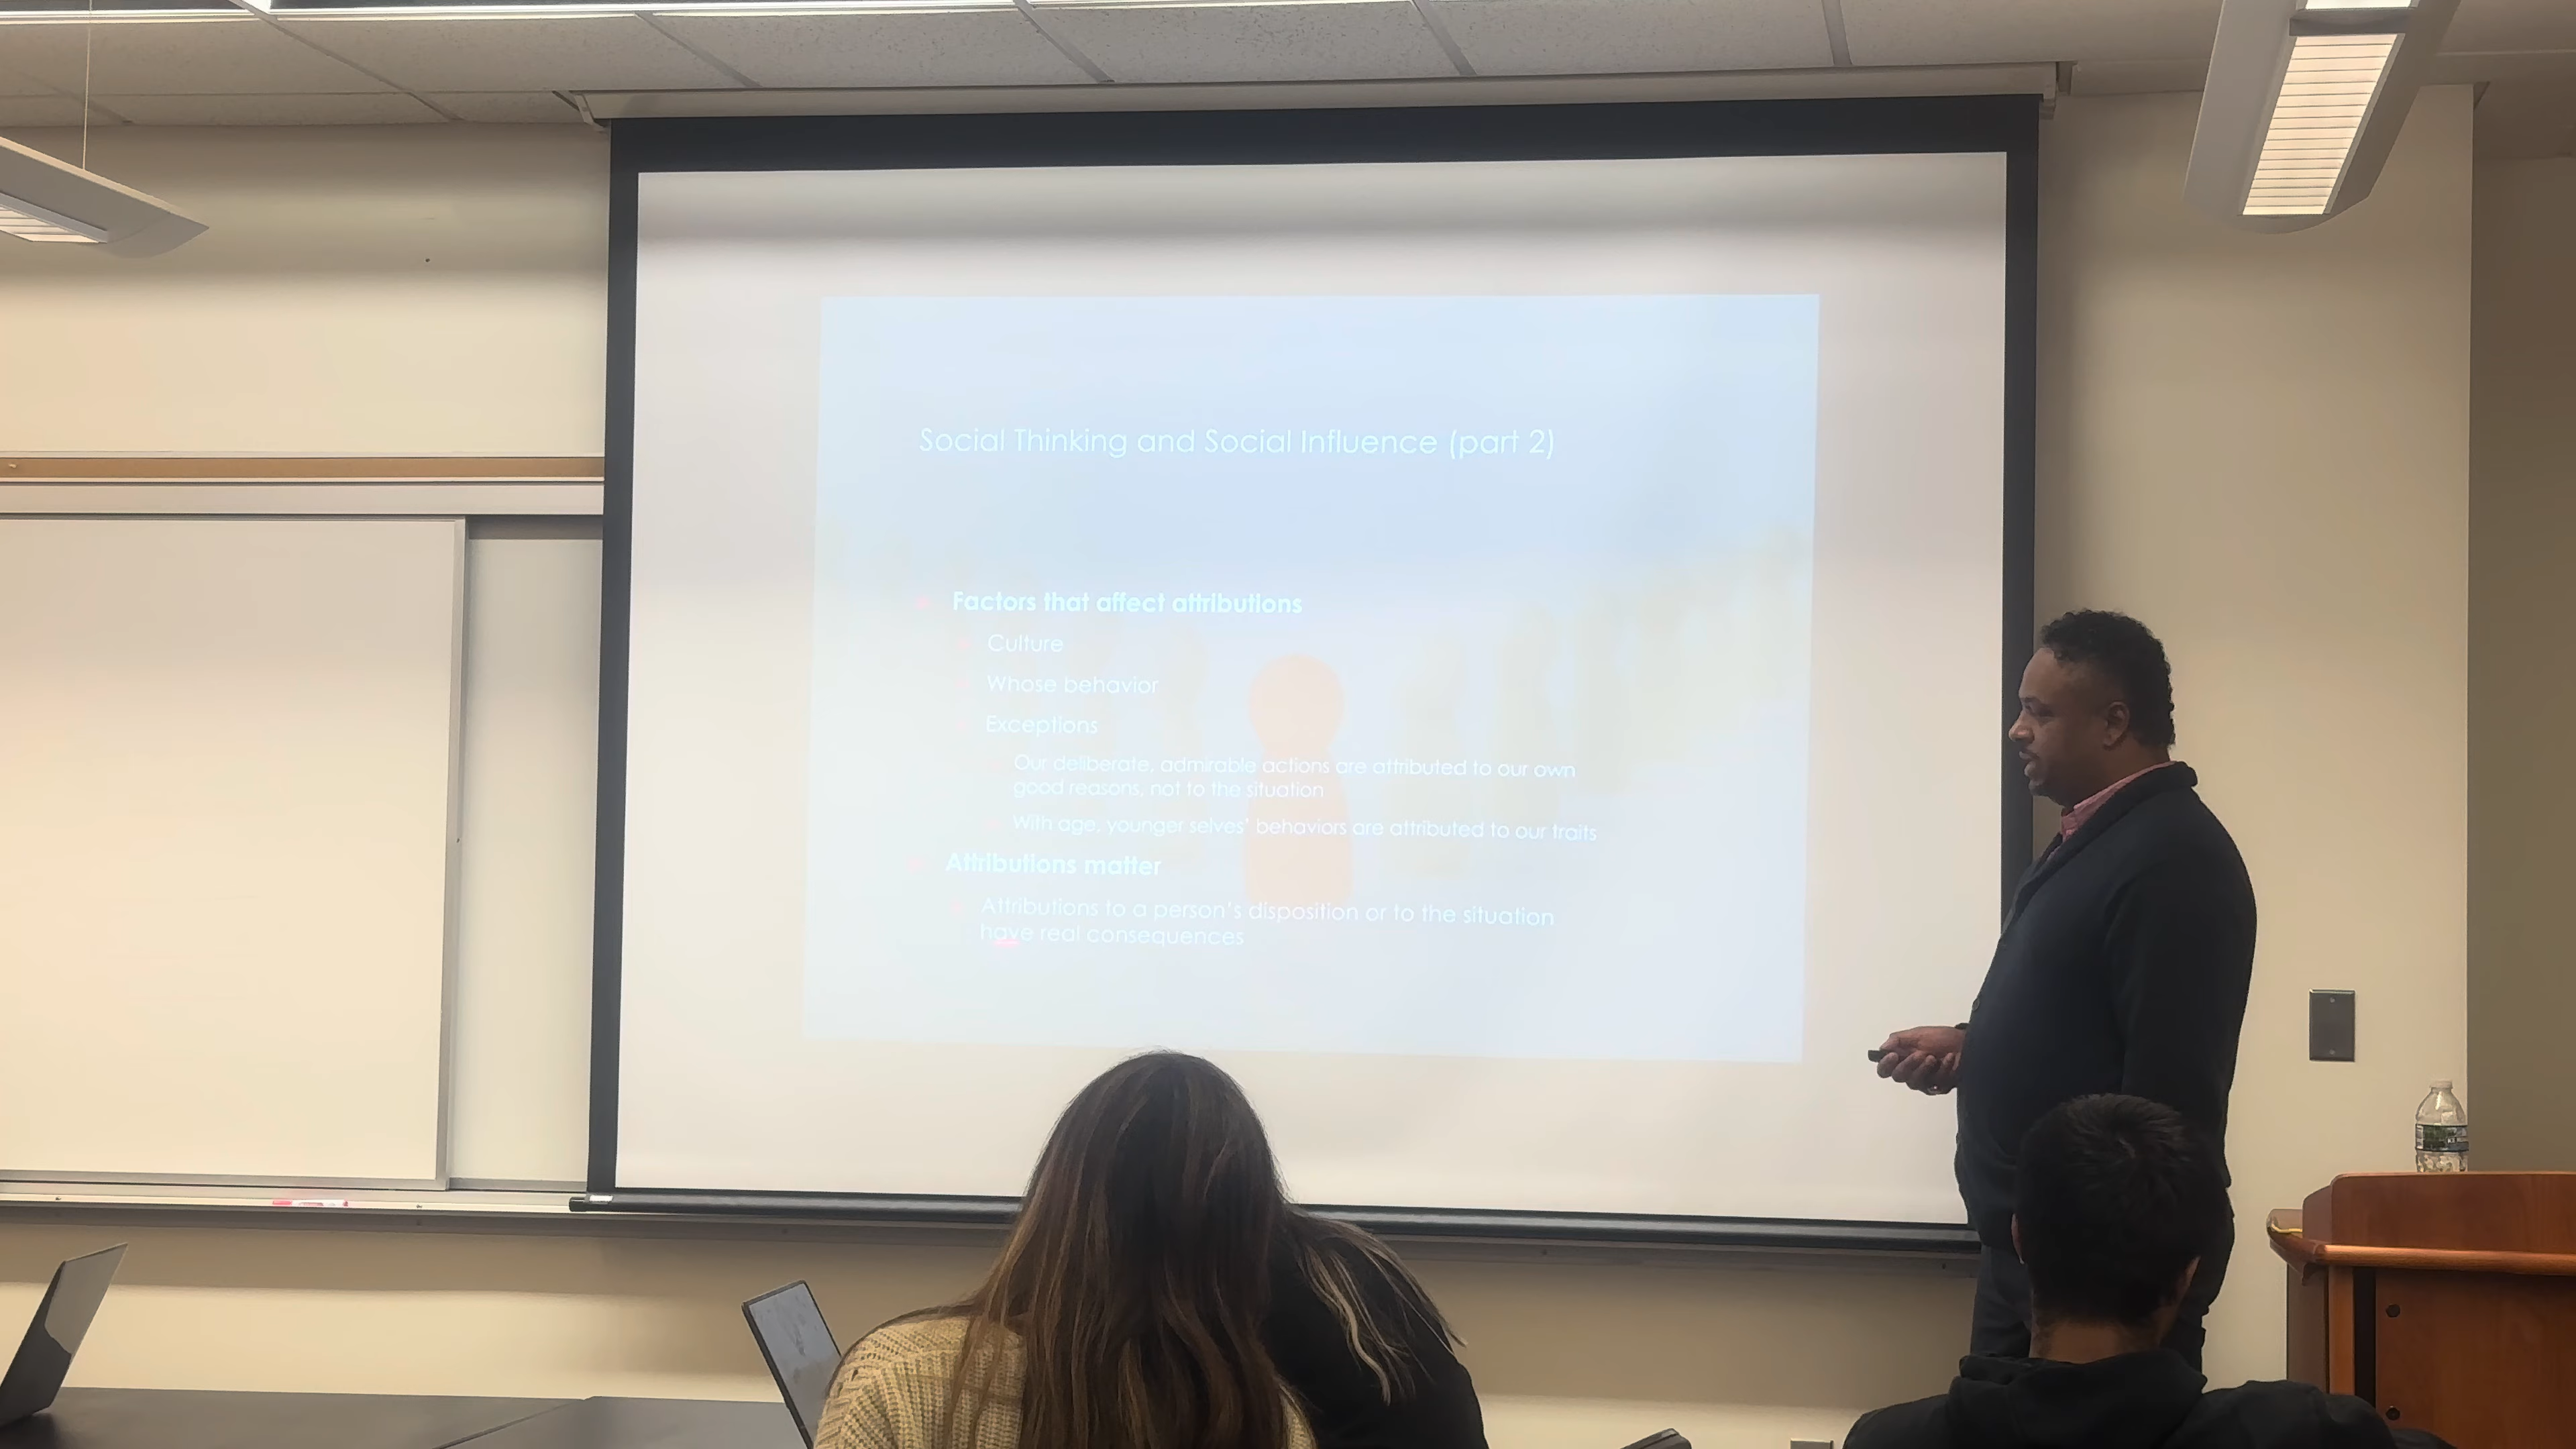 Social Thinking and Social Influence (part 2)
Factors that affect attributions
Culture
Whose behavior
Exceptions
Our deliberate, admirable actions are attributed to our own
good reasons, not to the situation
With age, younger selves' behaviors are attributed to our traits
Attributions matter
Attributions to a person's disposition or to the situation
have real consequences